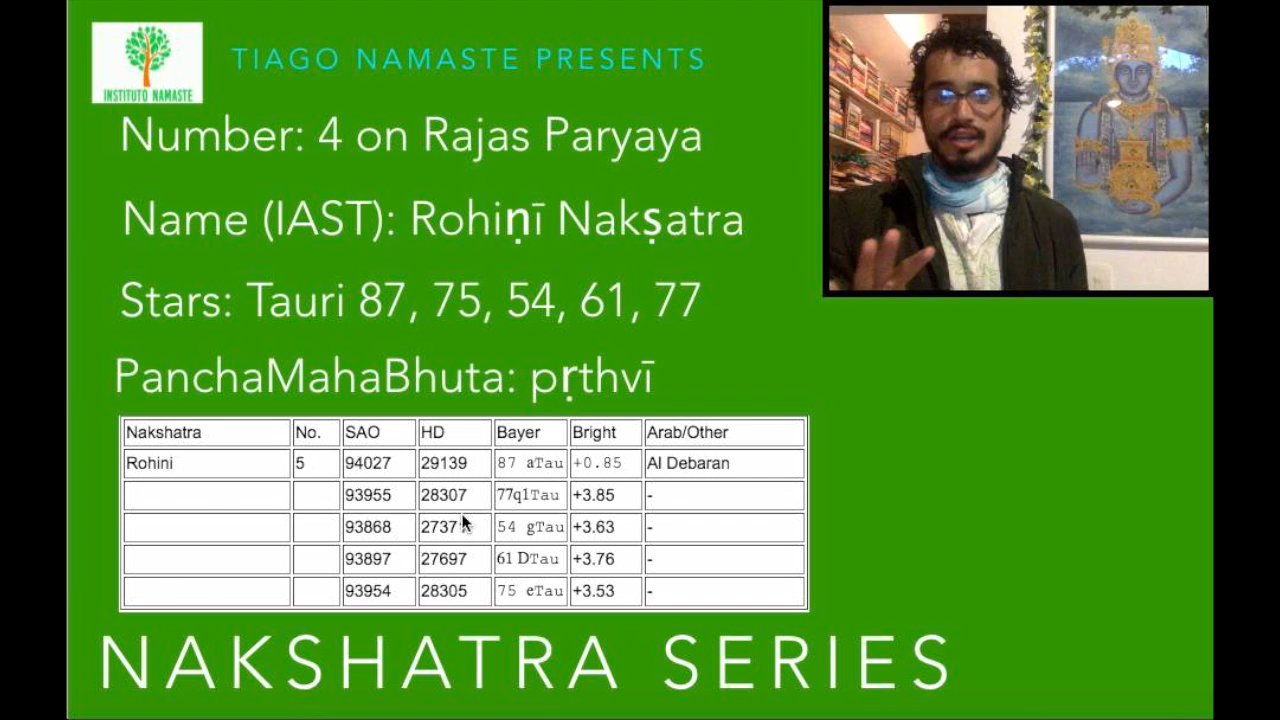 INSTITUTO NAMASTE
TIAGO NAMASTE PRESENTS
Number: 4 on Rajas Paryaya
Name (IAST): Rohiṇī Nakṣatra
Stars: Tauri 87, 75, 54, 61, 77
PanchaMahaBhuta: pṛthvī
Nakshatra No. SAO HD Bayer Bright Arab/Other
Rohini 5 94027 29139 87 aTau +0.85 Al Debaran
93955 28307 77q1Tau +3.85 -
93868 54 gTau +3.63 -
93897 27697 61 DTau +3.76 -
93954 28305 75 eTau +3.53 -
NAKSHATRA SERIES